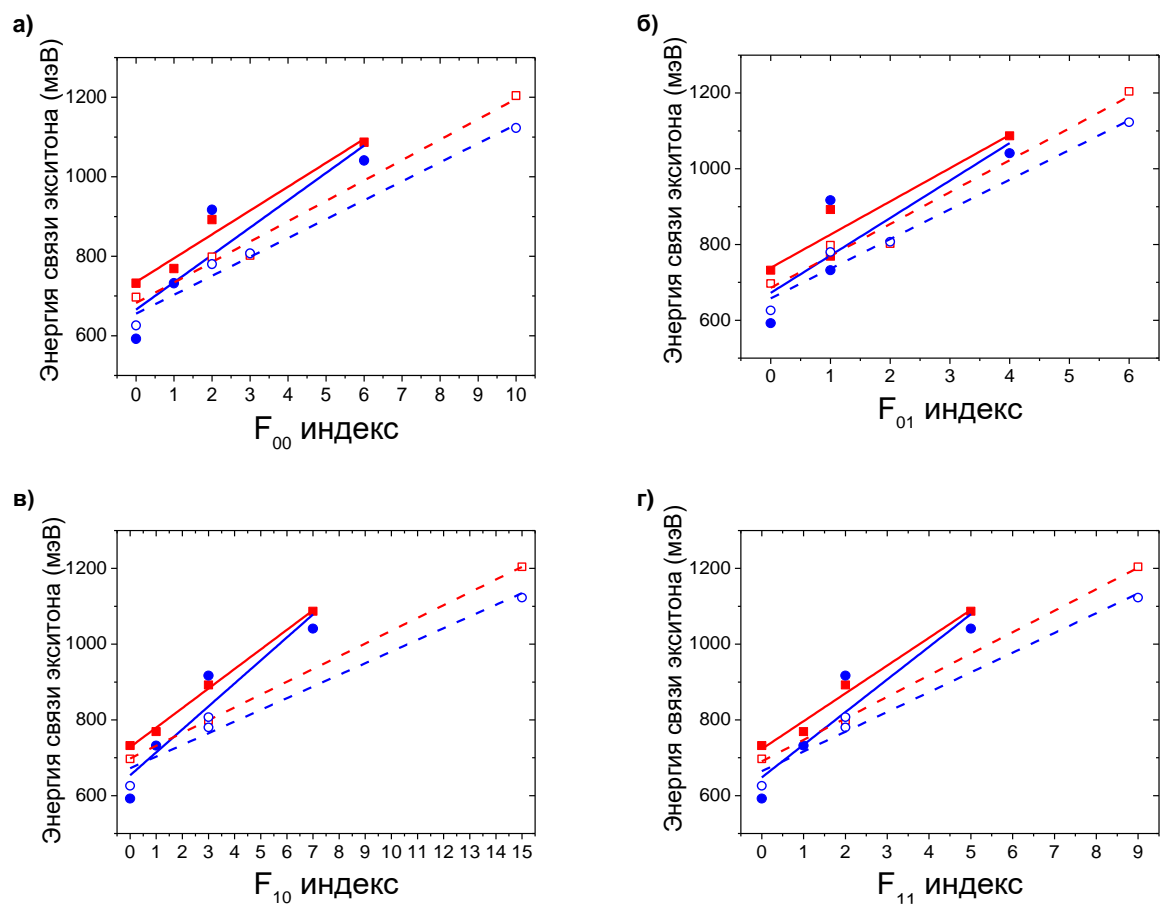 а)
Энергия связи экситона (мэВ)
1200
1000
800
600
0 1 2 3 4 5 6 7 8 9 10
F00 индекс
б)
Энергия связи экситона (мэВ)
1200
1000
800
600
0 1 2 3 4 5 6
F01 индекс
в)
Энергия связи экситона (мэВ)
1200
1000
800
600
0 1 2 3 4 5 6 7 8 9 10 11 12 13 14 15
F10 индекс
г)
Энергия связи экситона (мэВ)
1200
1000
800
600
0 1 2 3 4 5 6 7 8 9
F11 индекс